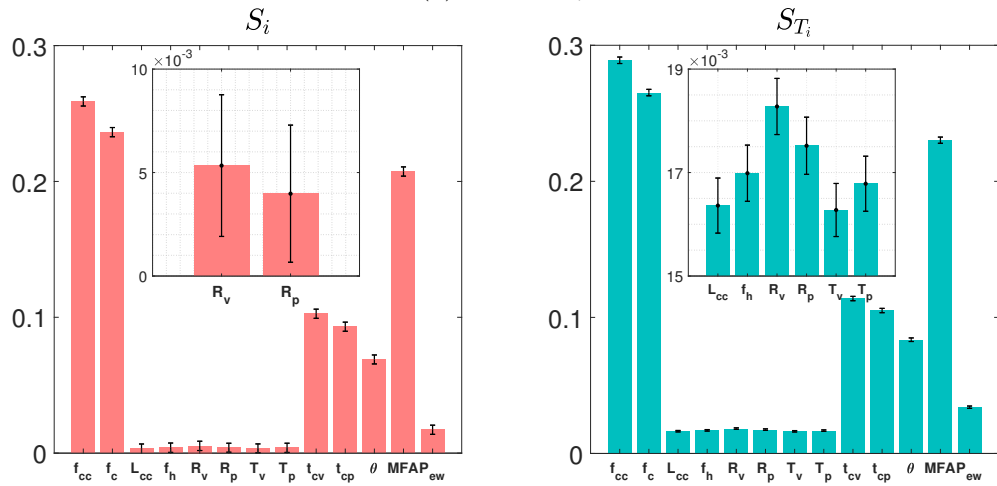 S_i
0.3
0.2
0.1
0
×10^-3
10
5
0
R_v R_p
f_cc f_c L_cc f_h R_v R_p T_v T_p t_cv t_cp θ MFAP_ew
S_{T_i}
0.3
0.2
0.1
0
×10^-3
19
17
15
L_cc f_h R_v R_p T_v T_p
f_cc f_c L_cc f_h R_v R_p T_v T_p t_cv t_cp θ MFAP_ew